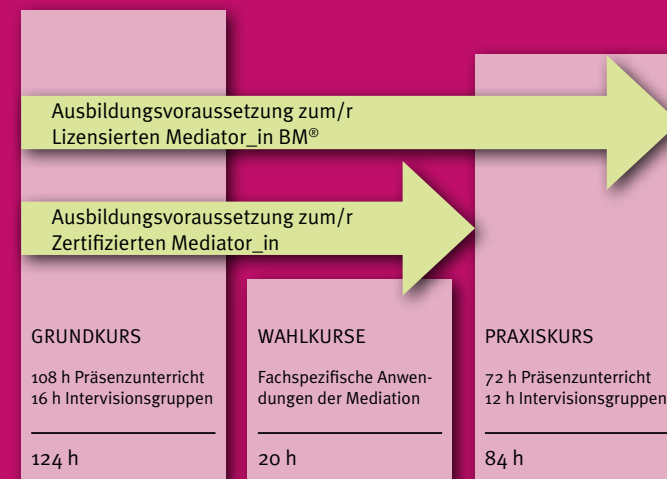 Ausbildungsvoraussetzung zum/r
Lizensierten Mediator_in BM®
Ausbildungsvoraussetzung zum/r
Zertifizierten Mediator_in
GRUNDKURS
108 h Präsenzunterricht
16 h Intervisionsgruppen
124 h
WAHLKURSE
Fachspezifische Anwen-
dungen der Mediation
20 h
PRAXISKURS
72 h Präsenzunterricht
12 h Intervisionsgruppen
84 h